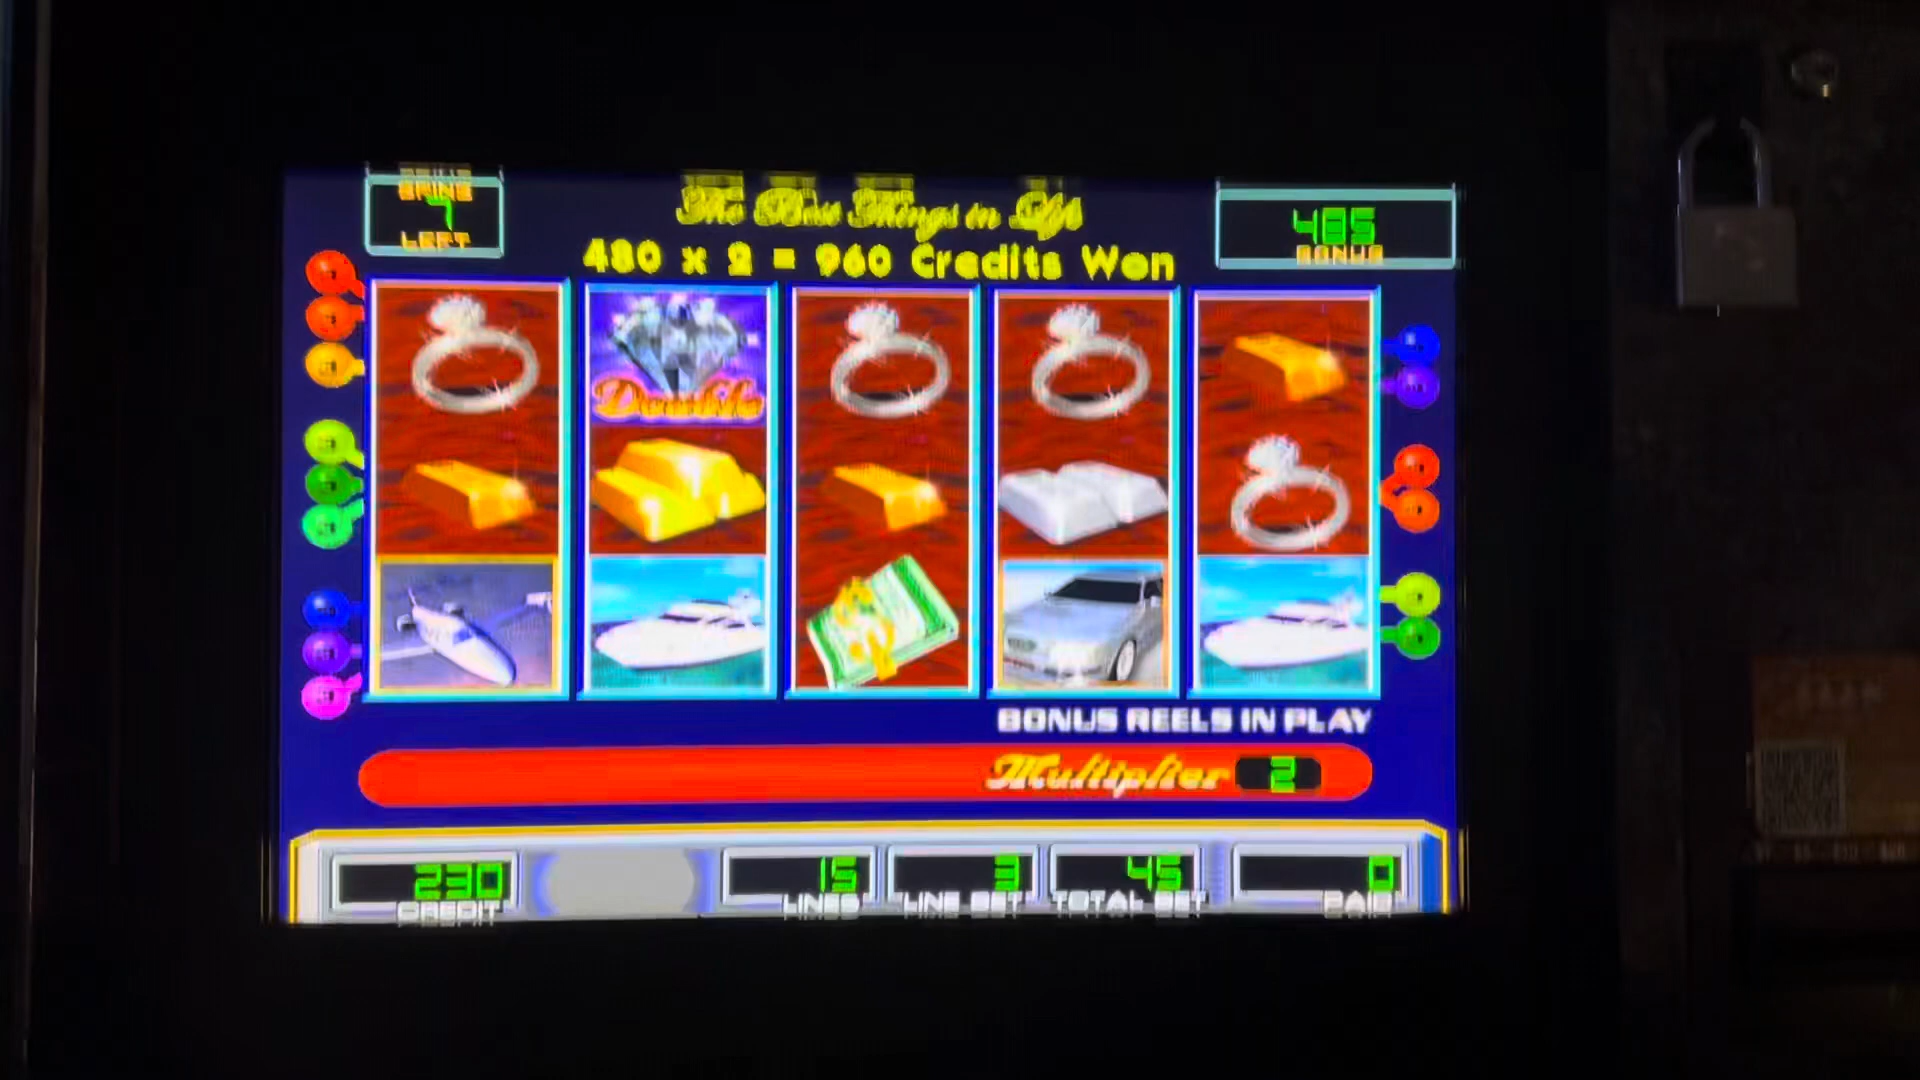 SPINS
7
LEFT
The Best Things in Life
480 x 2 = 960 Credits Won
485
BONUS
Double
BONUS REELS IN PLAY
Multiplier 2
230 15 3 45 0
CREDIT LINES LINE BET TOTAL BET PAID